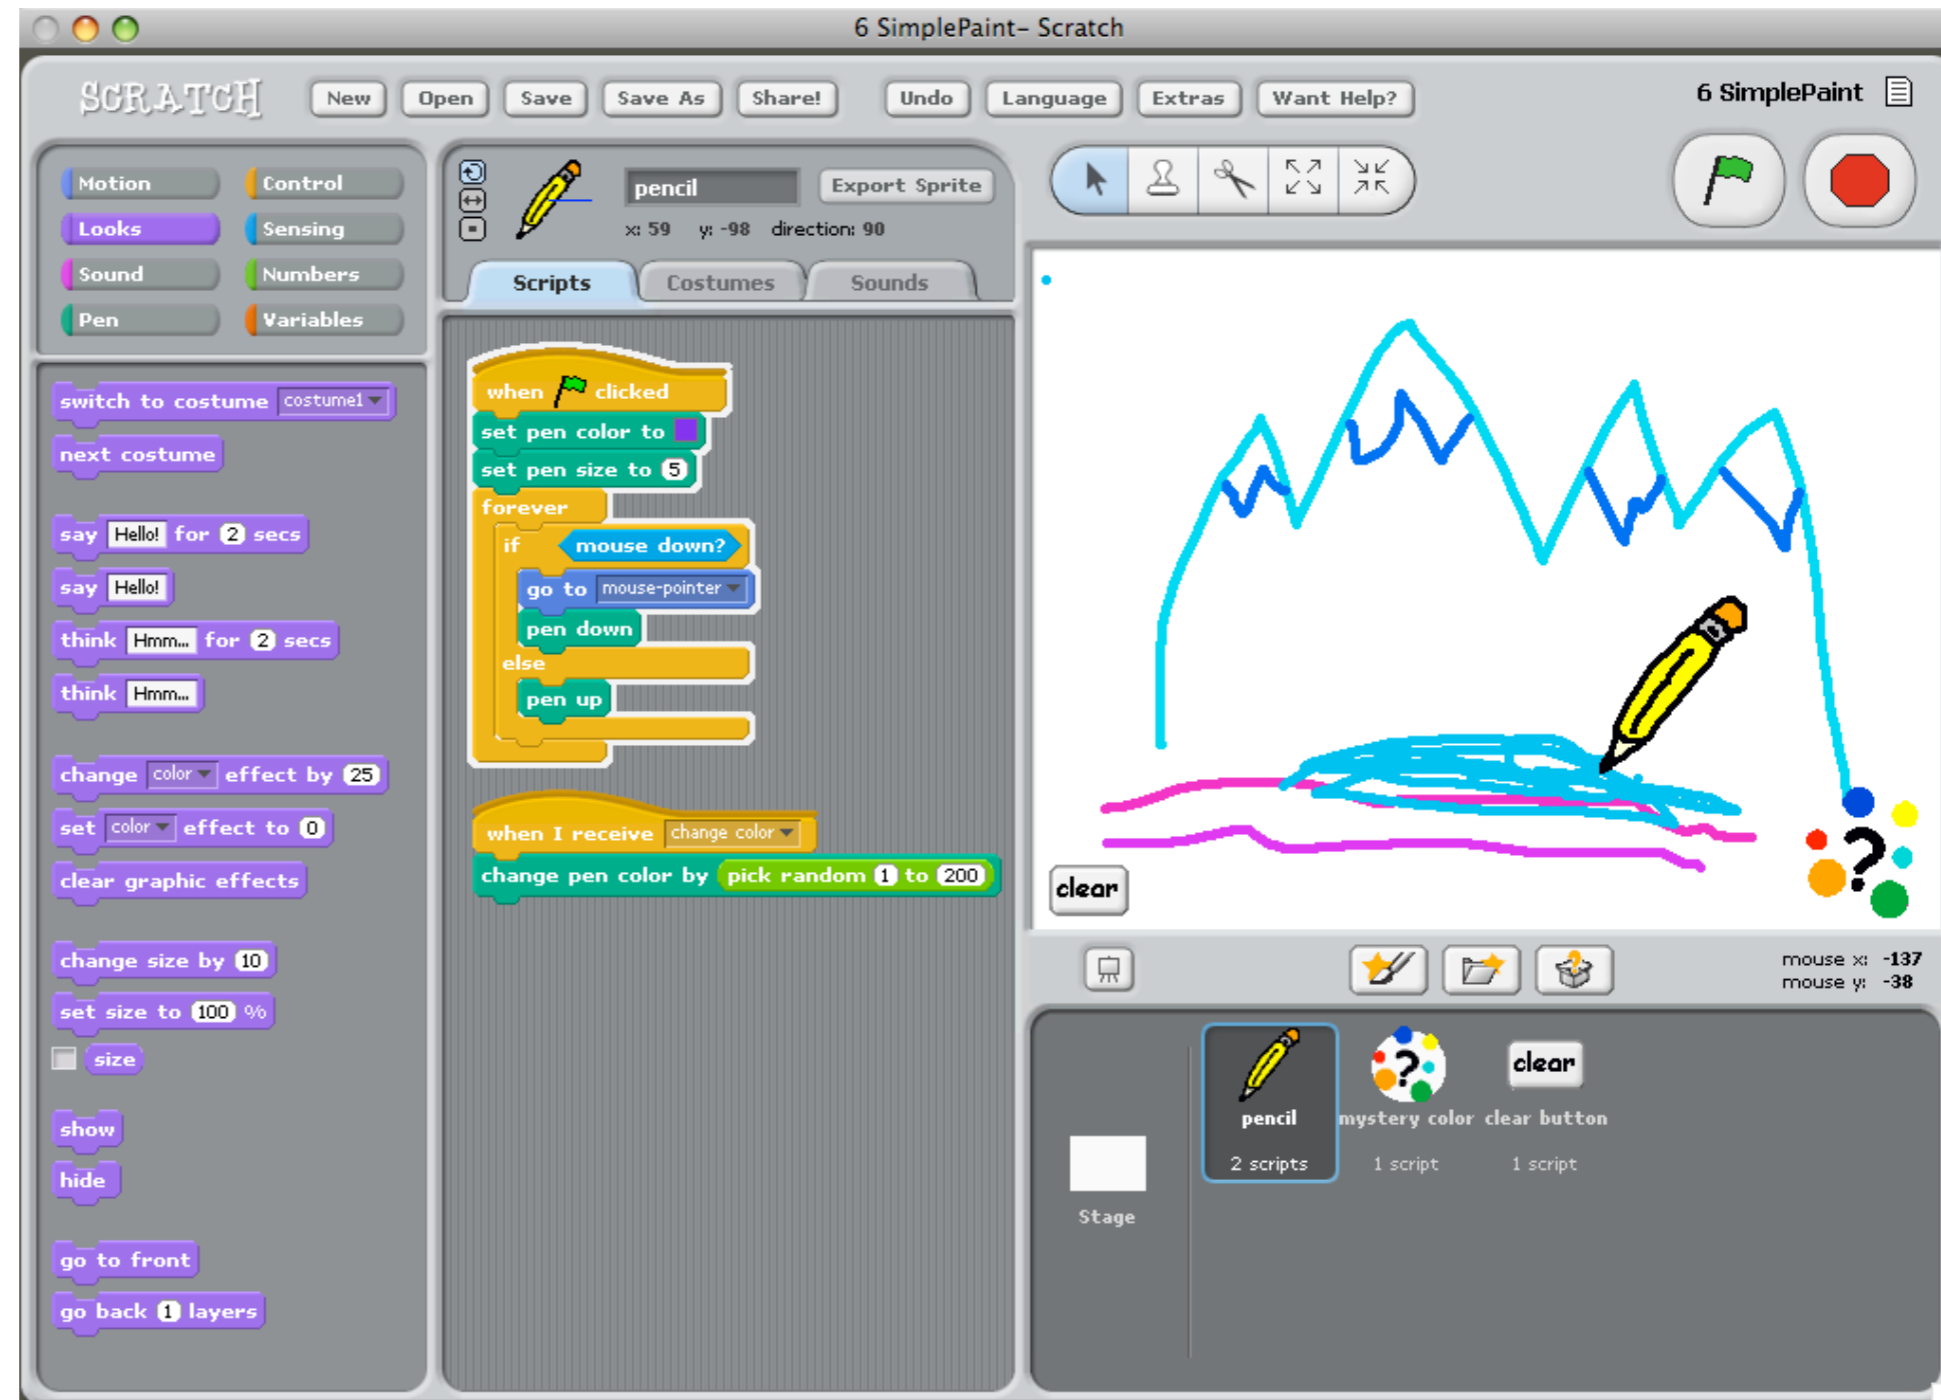 6 SimplePaint– Scratch
SCRATCH
New Open Save Save As Share! Undo Language Extras Want Help?
6 SimplePaint
Motion Control
Looks Sensing
Sound Numbers
Pen Variables
switch to costume costume1
next costume
say Hello! for 2 secs
say Hello!
think Hmm... for 2 secs
think Hmm...
change color effect by 25
set color effect to 0
clear graphic effects
change size by 10
set size to 100 %
size
show
hide
go to front
go back 1 layers
pencil Export Sprite
x: 59 y: -98 direction: 90
Scripts Costumes Sounds
when clicked
set pen color to
set pen size to 5
forever
if mouse down?
go to mouse-pointer
pen down
else
pen up
when I receive change color
change pen color by pick random 1 to 200
clear
?
mouse x: -137
mouse y: -38
?
clear
pencil mystery color clear button
2 scripts 1 script 1 script
Stage